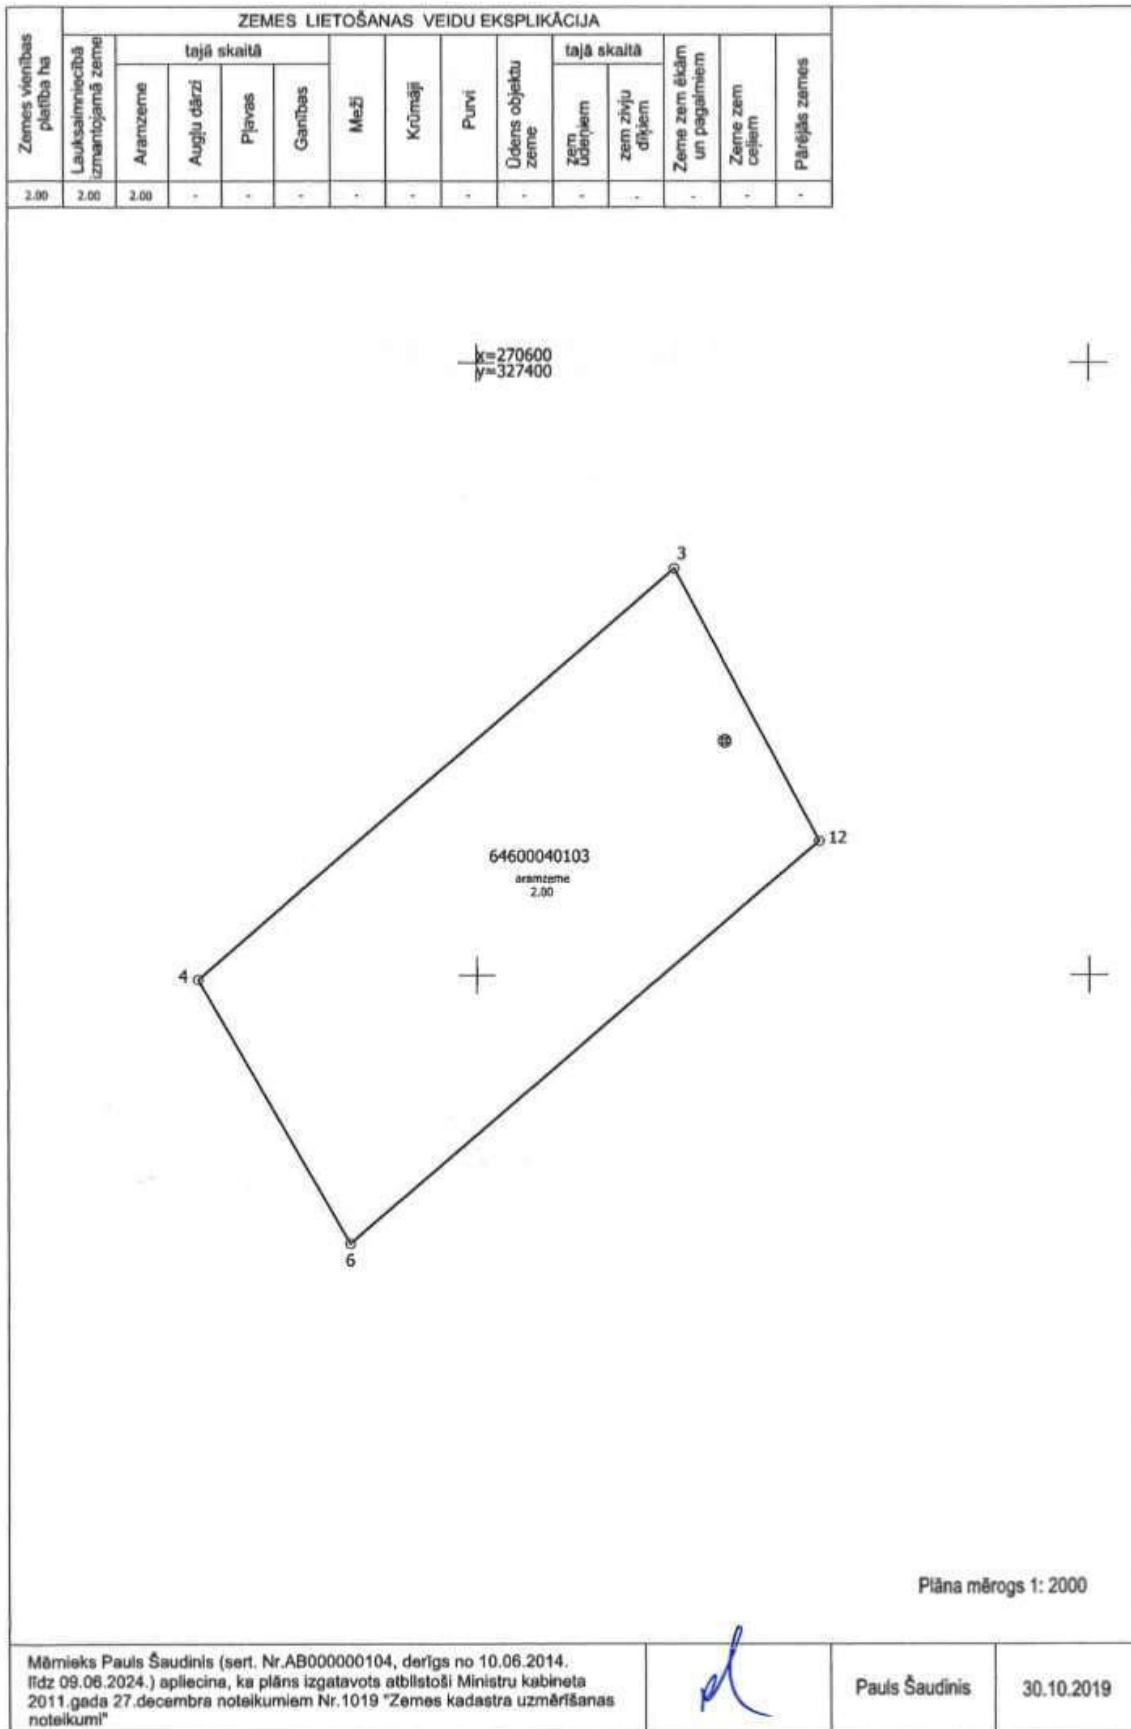 ZEMES LIETOŠANAS VEIDU EKSPLIKĀCIJA
Zemes vienības
platība ha
Lauksaimniecībā
izmantojamā zeme
tajā skaitā
Aramzeme
Augļu dārzi
Pļavas
Ganības
Meži
Krūmāji
Purvi
Ūdens objektu
zeme
tajā skaitā
zem
ūdeņiem
zem zivju
dīķiem
Zeme zem ēkām
un pagalmiem
Zeme zem
ceļiem
Pārējās zemes
2.00 2.00 2.00 - - - - - - - - - - - -
x=270600
y=327400
3
12
64600040103
aramzeme
2.00
4
6
Plāna mērogs 1: 2000
Mērnieks Pauls Šaudinis (sert. Nr.AB000000104, derīgs no 10.06.2014.
līdz 09.06.2024.) apliecina, ka plāns izgatavots atbilstoši Ministru kabineta
2011.gada 27.decembra noteikumiem Nr.1019 "Zemes kadastra uzmērīšanas
noteikumi"
Pauls Šaudinis
30.10.2019